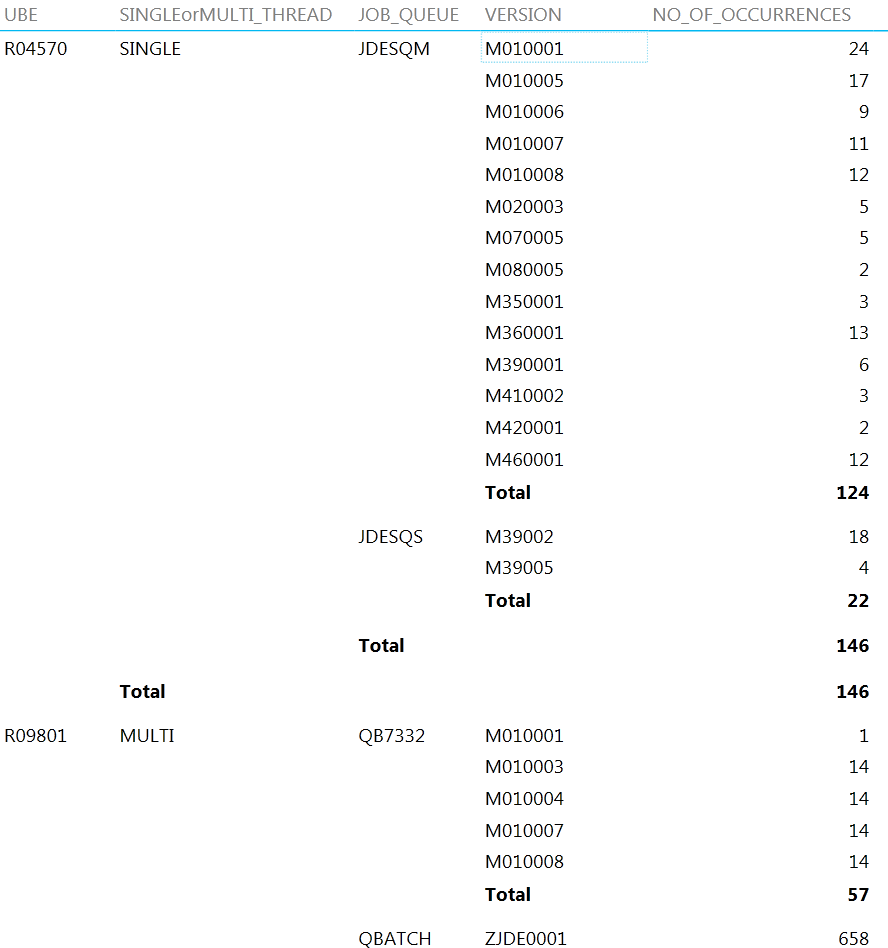 UBE SINGLEorMULTI_THREAD JOB_QUEUE VERSION NO_OF_OCCURRENCES
R04570 SINGLE JDESQM M010001 24
M010005 17
M010006 9
M010007 11
M010008 12
M020003 5
M070005 5
M080005 2
M350001 3
M360001 13
M390001 6
M410002 3
M420001 2
M460001 12
Total 124
JDESQS M39002 18
M39005 4
Total 22
Total 146
Total 146
R09801 MULTI QB7332 M010001 1
M010003 14
M010004 14
M010007 14
M010008 14
Total 57
QBATCH ZJDE0001 658